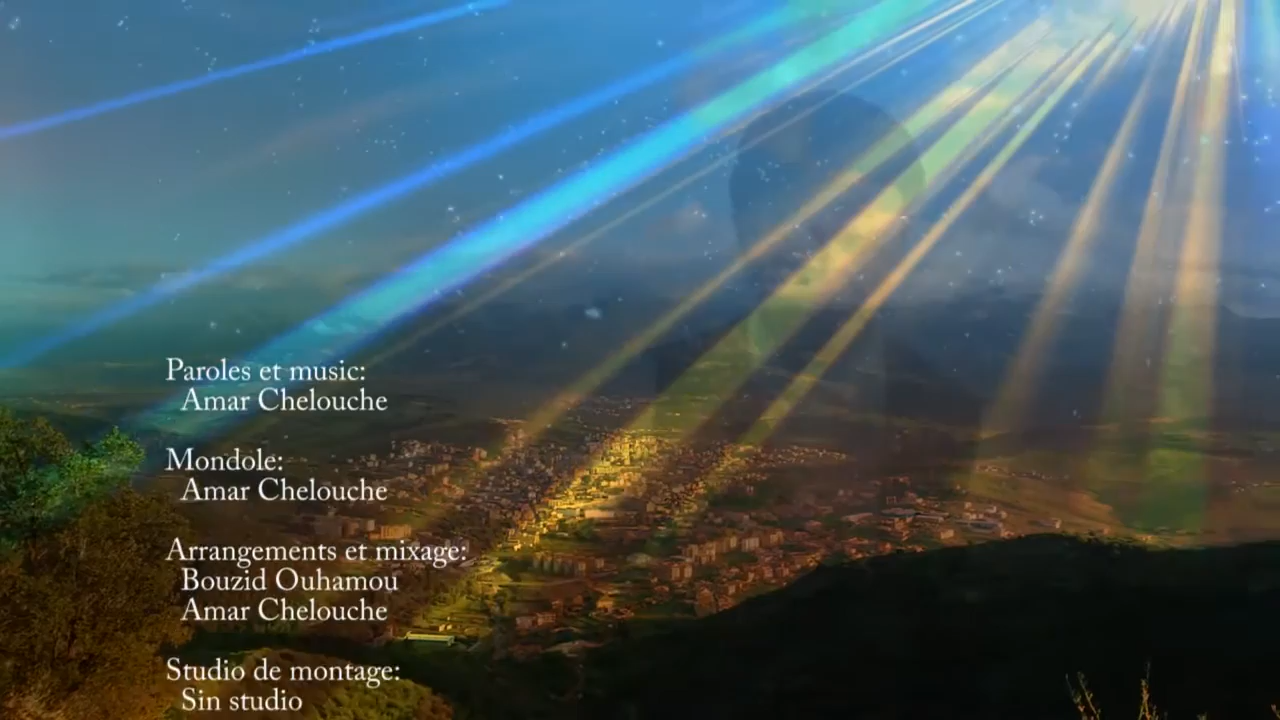 Paroles et music:
Amar Chelouche
Mondole:
Amar Chelouche
Arrangements et mixage:
Bouzid Ouhamou
Amar Chelouche
Studio de montage:
Sin studio